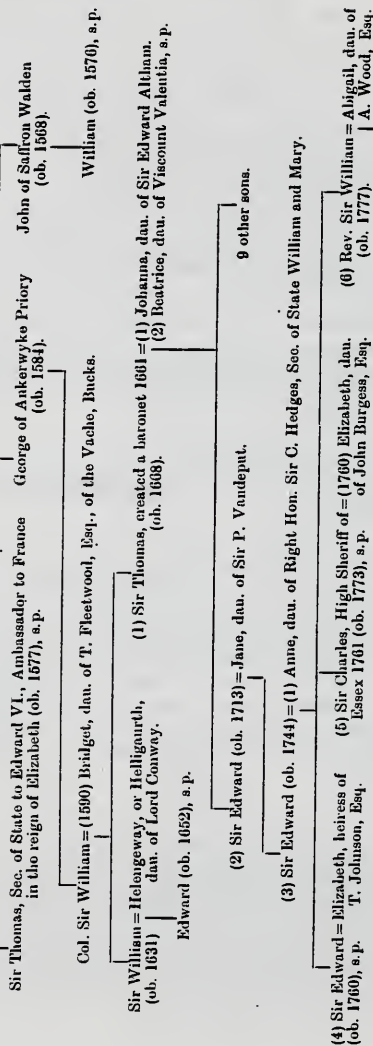 Sir Thomas, Sec. of State to Edward VI., Ambassador to France
in the reign of Elizabeth (ob. 1577), s.p.
George of Ankerwyke Priory
(ob. 1584).
John of Saffron Walden
(ob. 1568).
William (ob. 1576), s.p.
Col. Sir William = (1590) Bridget, dau. of T. Fleetwood, Esq., of the Vache, Bucks.
Sir William = Helengeway, or Helligaurth,
(ob. 1631) dau. of Lord Conway.
Edward (ob. 1652), s.p.
(1) Sir Thomas, created a baronet 1661 = (1) Johanna, dau. of Sir Edward Altham.
(ob. 1668). (2) Beatrice, dau. of Viscount Valentia, s.p.
(2) Sir Edward (ob. 1713) = Jane, dau. of Sir P. Vandeput.
9 other sons.
(3) Sir Edward (ob. 1744) = (1) Anne, dau. of Right Hon. Sir C. Hedges, Sec. of State William and Mary.
(4) Sir Edward = Elizabeth, heiress of
(ob. 1760), s.p. T. Johnson, Esq.
(5) Sir Charles, High Sheriff of = (1760) Elizabeth, dau.
Essex 1761 (ob. 1773), s.p. of John Burgess, Esq.
(6) Rev. Sir William = Abigail, dau. of
(ob. 1777). A. Wood, Esq.